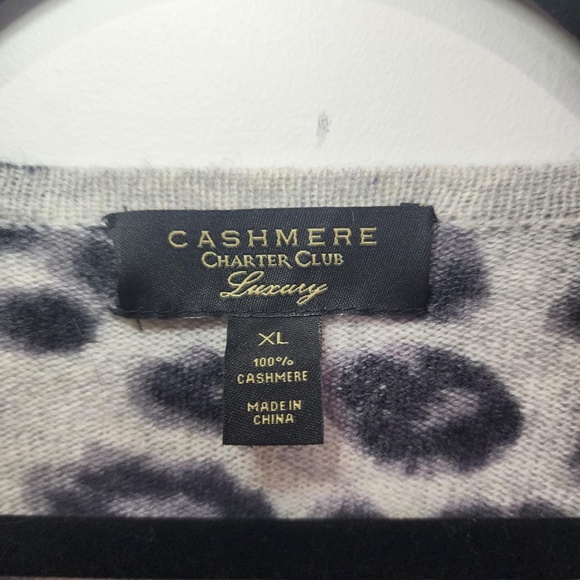 CASHMERE
CHARTER CLUB
Luxury
XL
100%
CASHMERE
MADE IN
CHINA